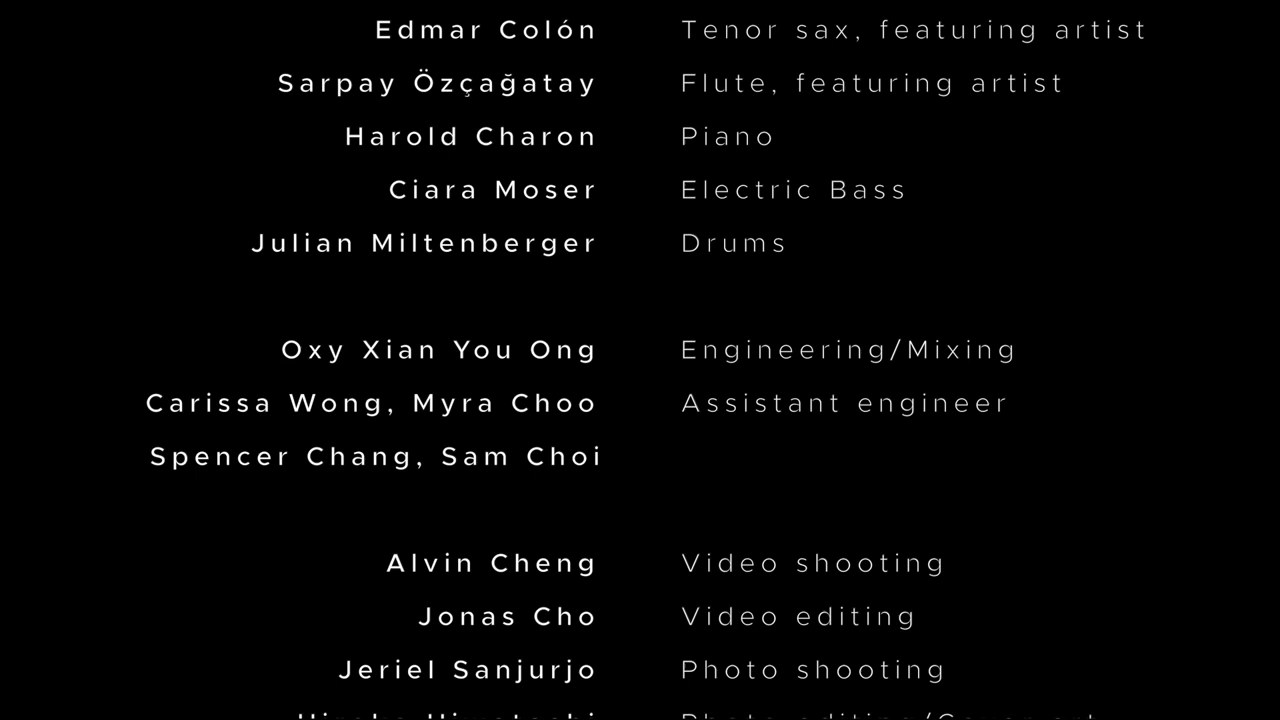 Edmar Colón Tenor sax, featuring artist
Sarpay Özçağatay Flute, featuring artist
Harold Charon Piano
Ciara Moser Electric Bass
Julian Miltenberger Drums
Oxy Xian You Ong Engineering/Mixing
Carissa Wong, Myra Choo Assistant engineer
Spencer Chang, Sam Choi
Alvin Cheng Video shooting
Jonas Cho Video editing
Jeriel Sanjurjo Photo shooting